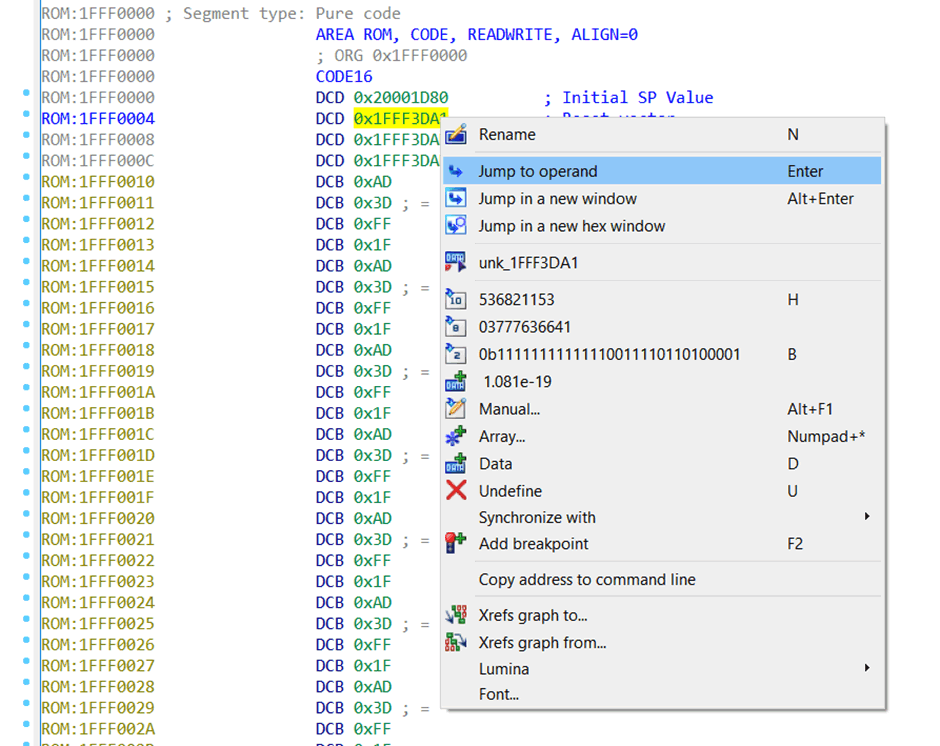 ROM:1FFF0000 ; Segment type: Pure code
ROM:1FFF0000 AREA ROM, CODE, READWRITE, ALIGN=0
ROM:1FFF0000 ; ORG 0x1FFF0000
ROM:1FFF0000 CODE16
ROM:1FFF0000 DCD 0x20001D80 ; Initial SP Value
ROM:1FFF0004 DCD 0x1FFF3DA1 ; Reset vector
ROM:1FFF0008 DCD 0x1FFF3DA
ROM:1FFF000C DCD 0x1FFF3DA
ROM:1FFF0010 DCB 0xAD
ROM:1FFF0011 DCB 0x3D ; =
ROM:1FFF0012 DCB 0xFF
ROM:1FFF0013 DCB 0x1F
ROM:1FFF0014 DCB 0xAD
ROM:1FFF0015 DCB 0x3D ; =
ROM:1FFF0016 DCB 0xFF
ROM:1FFF0017 DCB 0x1F
ROM:1FFF0018 DCB 0xAD
ROM:1FFF0019 DCB 0x3D ; =
ROM:1FFF001A DCB 0xFF
ROM:1FFF001B DCB 0x1F
ROM:1FFF001C DCB 0xAD
ROM:1FFF001D DCB 0x3D ; =
ROM:1FFF001E DCB 0xFF
ROM:1FFF001F DCB 0x1F
ROM:1FFF0020 DCB 0xAD
ROM:1FFF0021 DCB 0x3D ; =
ROM:1FFF0022 DCB 0xFF
ROM:1FFF0023 DCB 0x1F
ROM:1FFF0024 DCB 0xAD
ROM:1FFF0025 DCB 0x3D ; =
ROM:1FFF0026 DCB 0xFF
ROM:1FFF0027 DCB 0x1F
ROM:1FFF0028 DCB 0xAD
ROM:1FFF0029 DCB 0x3D ; =
ROM:1FFF002A DCB 0xFF
Rename N
Jump to operand Enter
Jump in a new window Alt+Enter
Jump in a new hex window
unk_1FFF3DA1
536821153 H
03777636641
0b11111111111110011110110100001 B
1.081e-19
Manual... Alt+F1
Array... Numpad+*
Data D
Undefine U
Synchronize with
Add breakpoint F2
Copy address to command line
Xrefs graph to...
Xrefs graph from...
Lumina
Font...